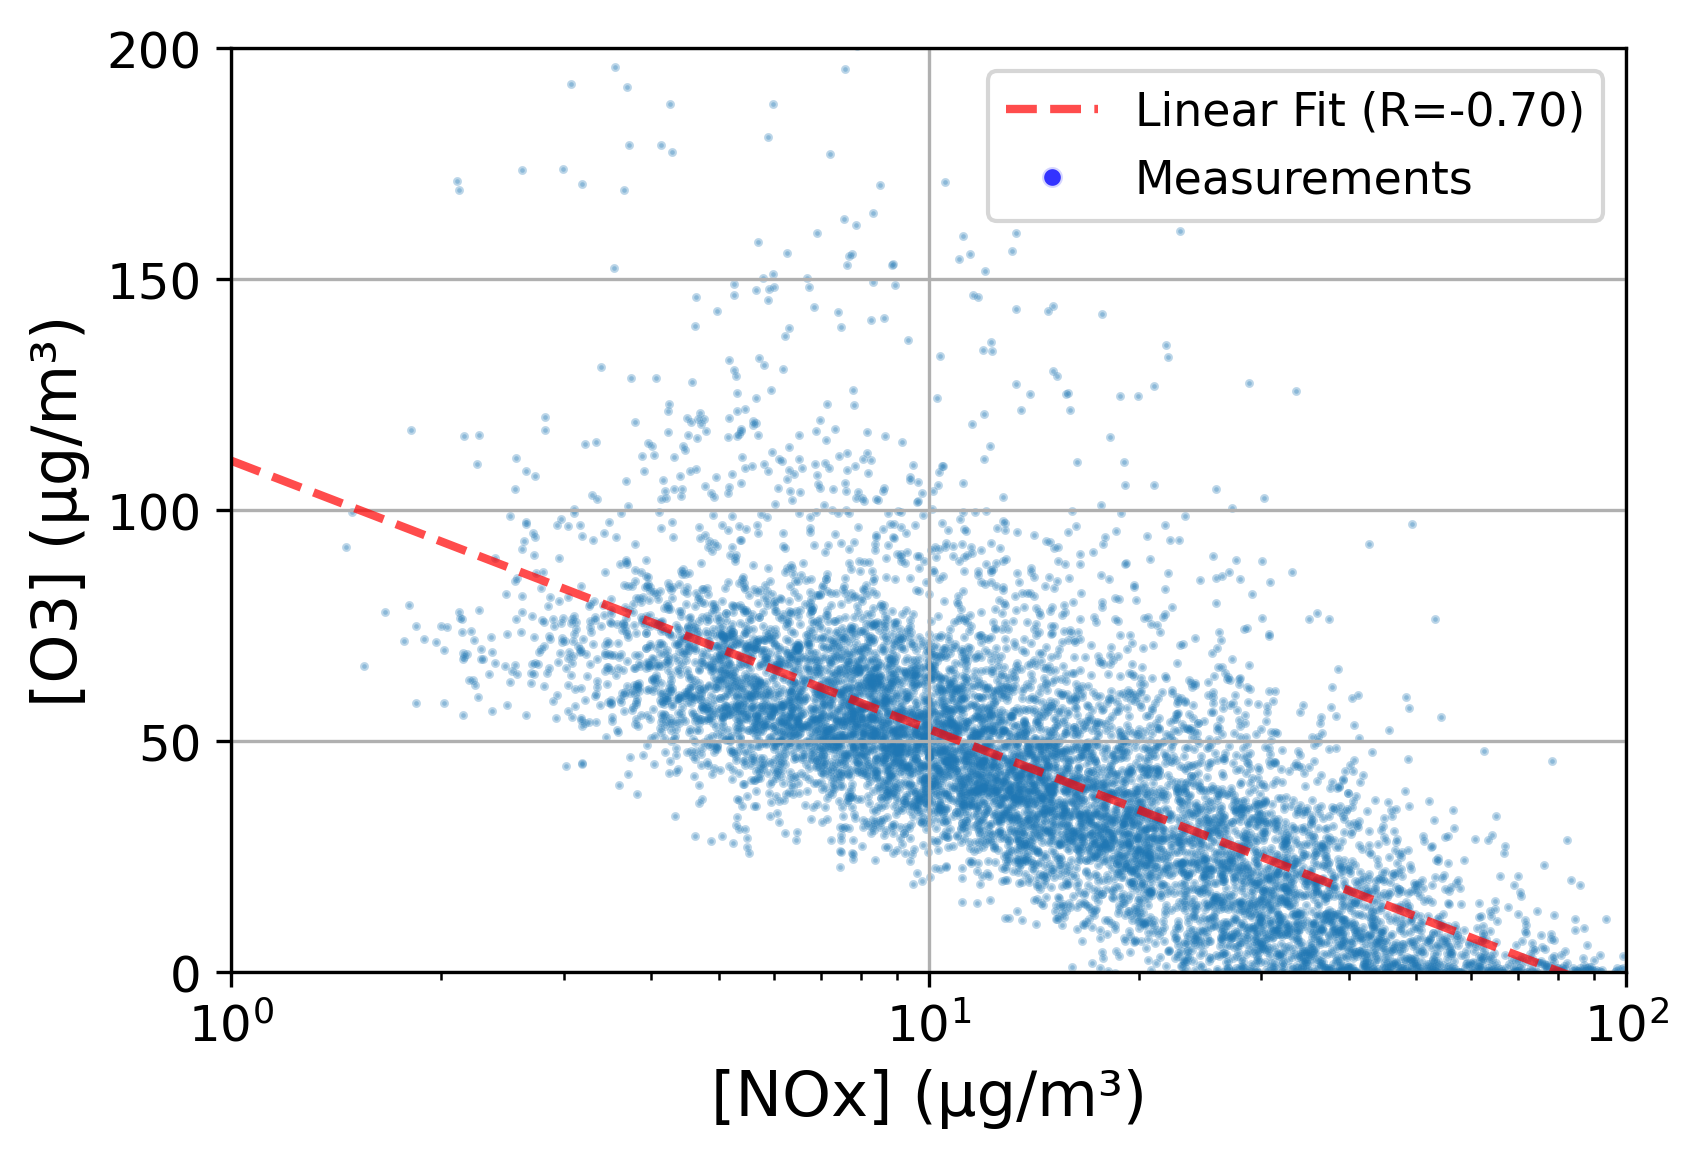 200
150
100
50
0
[O3] (µg/m³)
Linear Fit (R=-0.70)
Measurements
10⁰
10¹
10²
[NOx] (µg/m³)